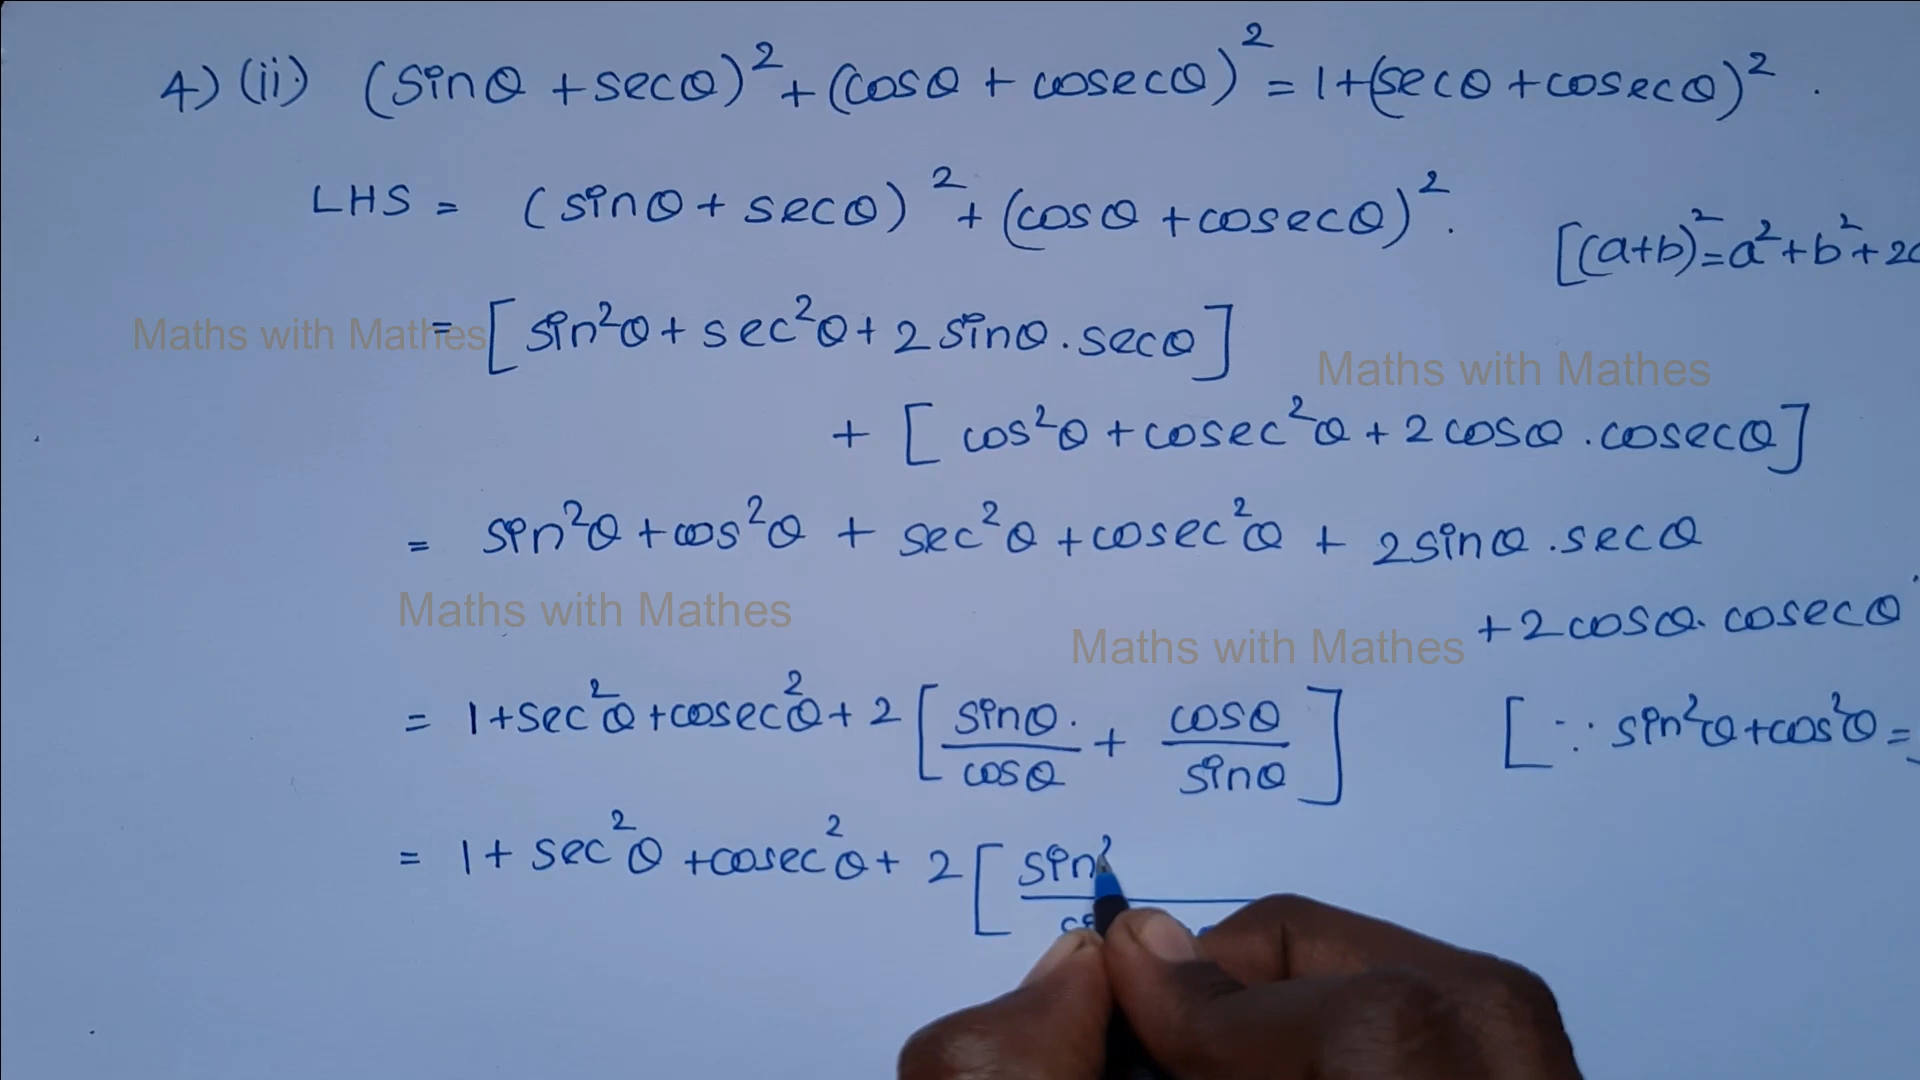 4) (ii) (sinθ + secθ)² + (cosθ + cosecθ)² = 1 + (secθ + cosecθ)² .
LHS = (sinθ + secθ)² + (cosθ + cosecθ)² .
[(a+b)² = a² + b² + 2
= [sin²θ + sec²θ + 2 sinθ . secθ]
Maths with Mathes
Maths with Mathes
+ [cos²θ + cosec²θ + 2 cosθ . cosecθ]
= sin²θ + cos²θ + sec²θ + cosec²θ + 2 sinθ . secθ
Maths with Mathes
+ 2 cosθ . cosecθ
Maths with Mathes
= 1 + sec²θ + cosec²θ + 2 [sinθ/cosθ + cosθ/sinθ] [∵ sin²θ + cos²θ =
= 1 + sec²θ + cosec²θ + 2 [sin²